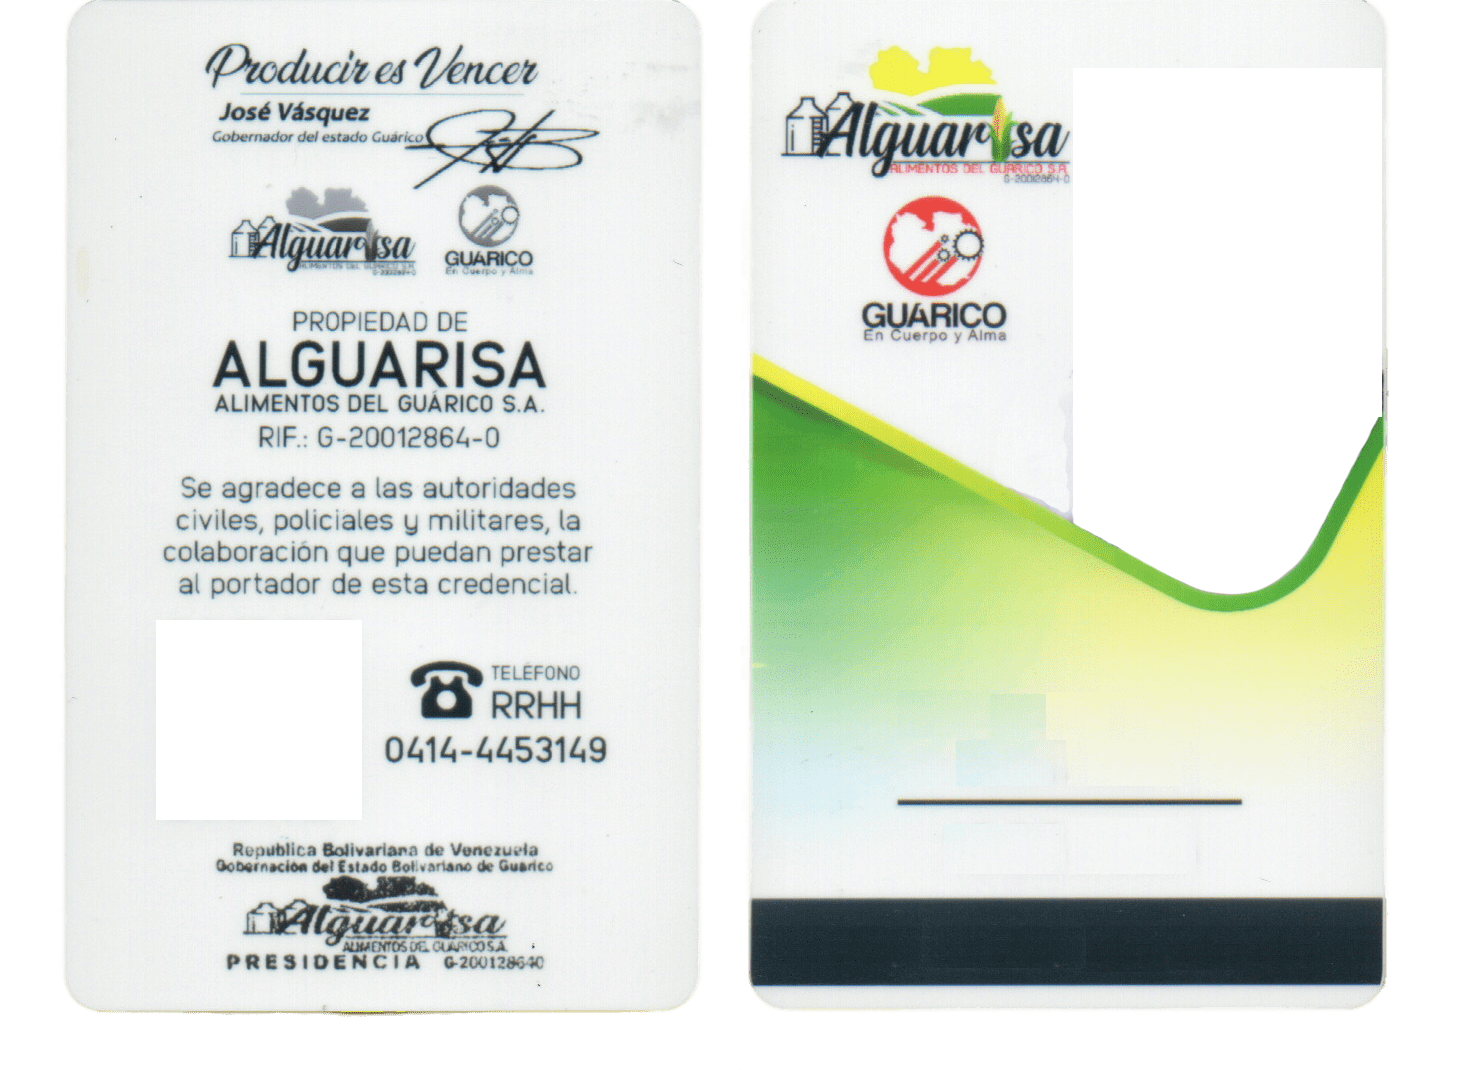 Producir es Vencer
José Vásquez
Gobernador del estado Guárico
Alguarisa
ALIMENTOS DEL GUARICO S.A.
G-20012864-0
GUÁRICO
En Cuerpo y Alma
PROPIEDAD DE
ALGUARISA
ALIMENTOS DEL GUÁRICO S.A.
RIF.: G-20012864-0
Se agradece a las autoridades
civiles, policiales y militares, la
colaboración que puedan prestar
al portador de esta credencial.
TELÉFONO
RRHH
0414-4453149
Republica Bolivariana de Venezuela
Gobernación del Estado Bolivariano de Guarico
Alguarisa
ALIMENTOS DEL GUARICO S.A.
PRESIDENCIA G-200128640
Alguarisa
ALIMENTOS DEL GUARICO S.A.
G-20012864-0
GUÁRICO
En Cuerpo y Alma